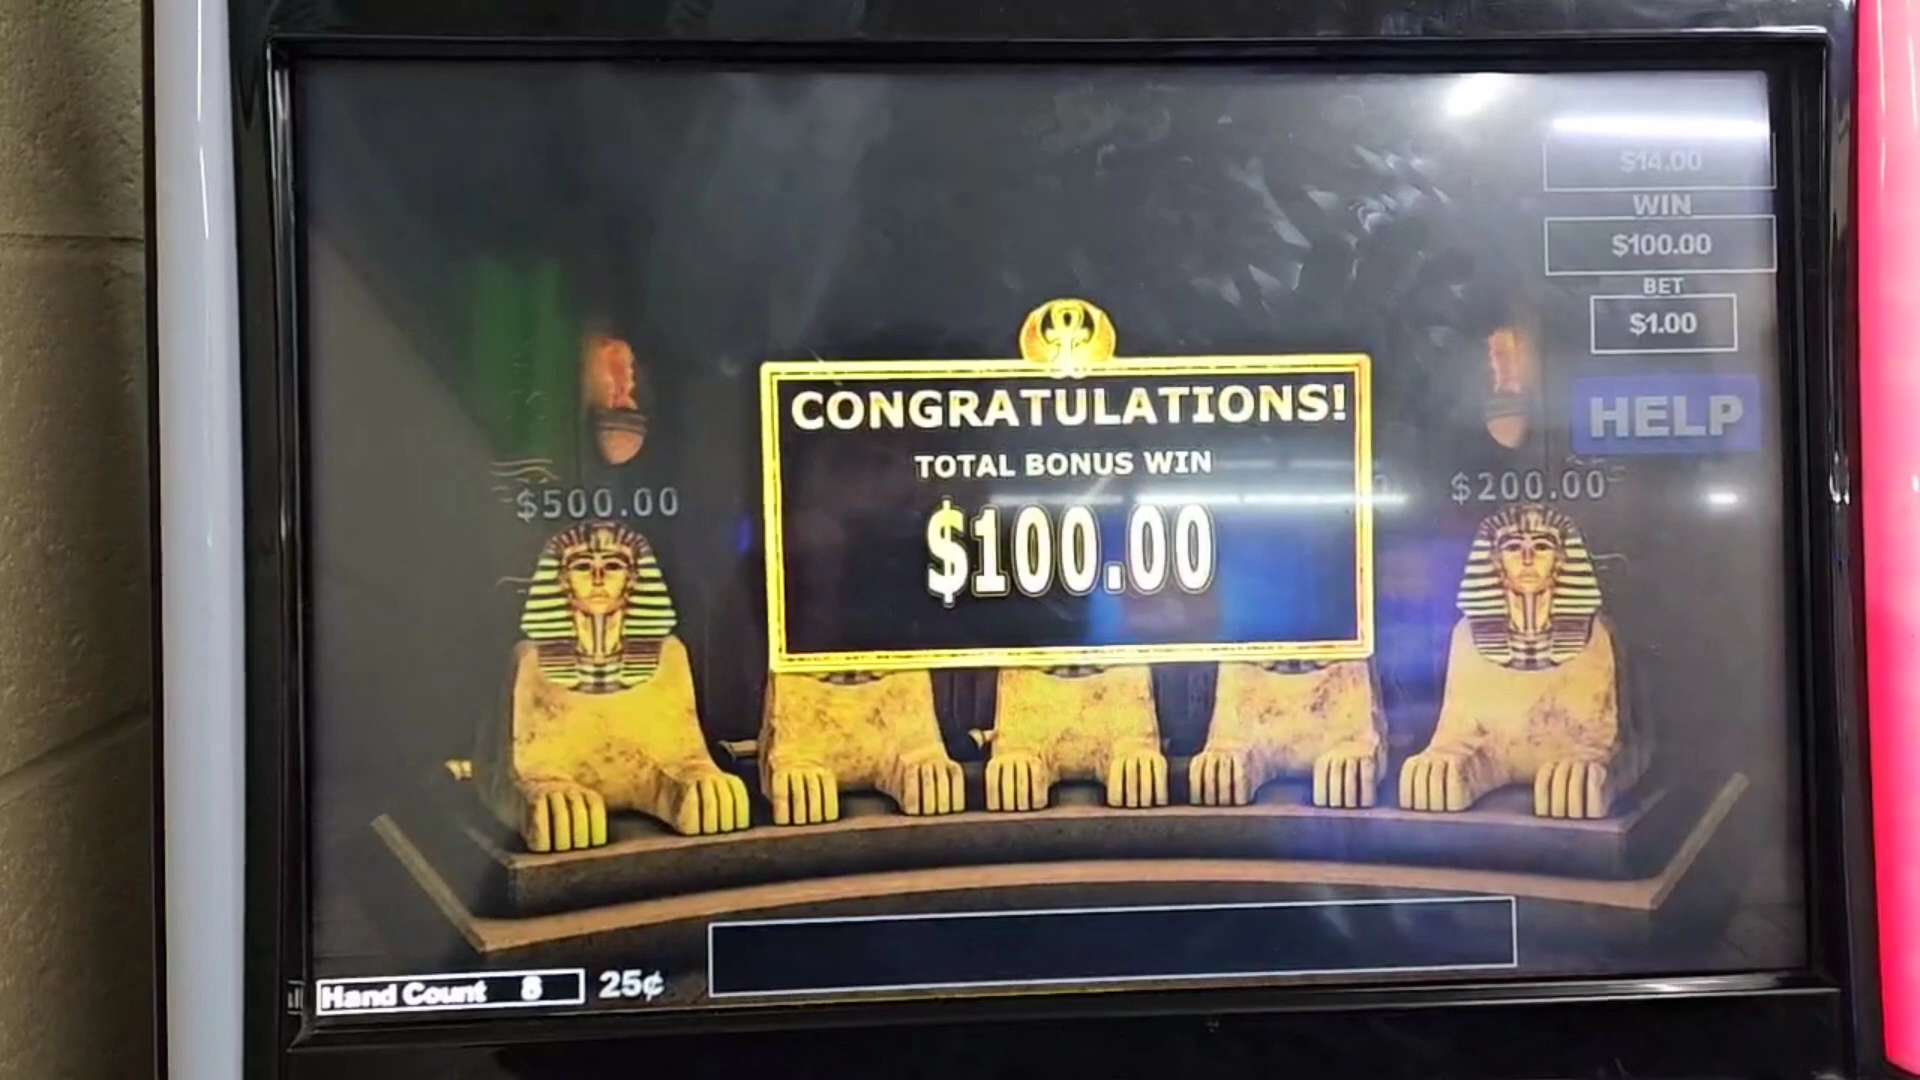 $14.00
WIN
$100.00
BET
$1.00
HELP
CONGRATULATIONS!
TOTAL BONUS WIN
$100.00
$500.00
$200.00
Hand Count 8
25¢